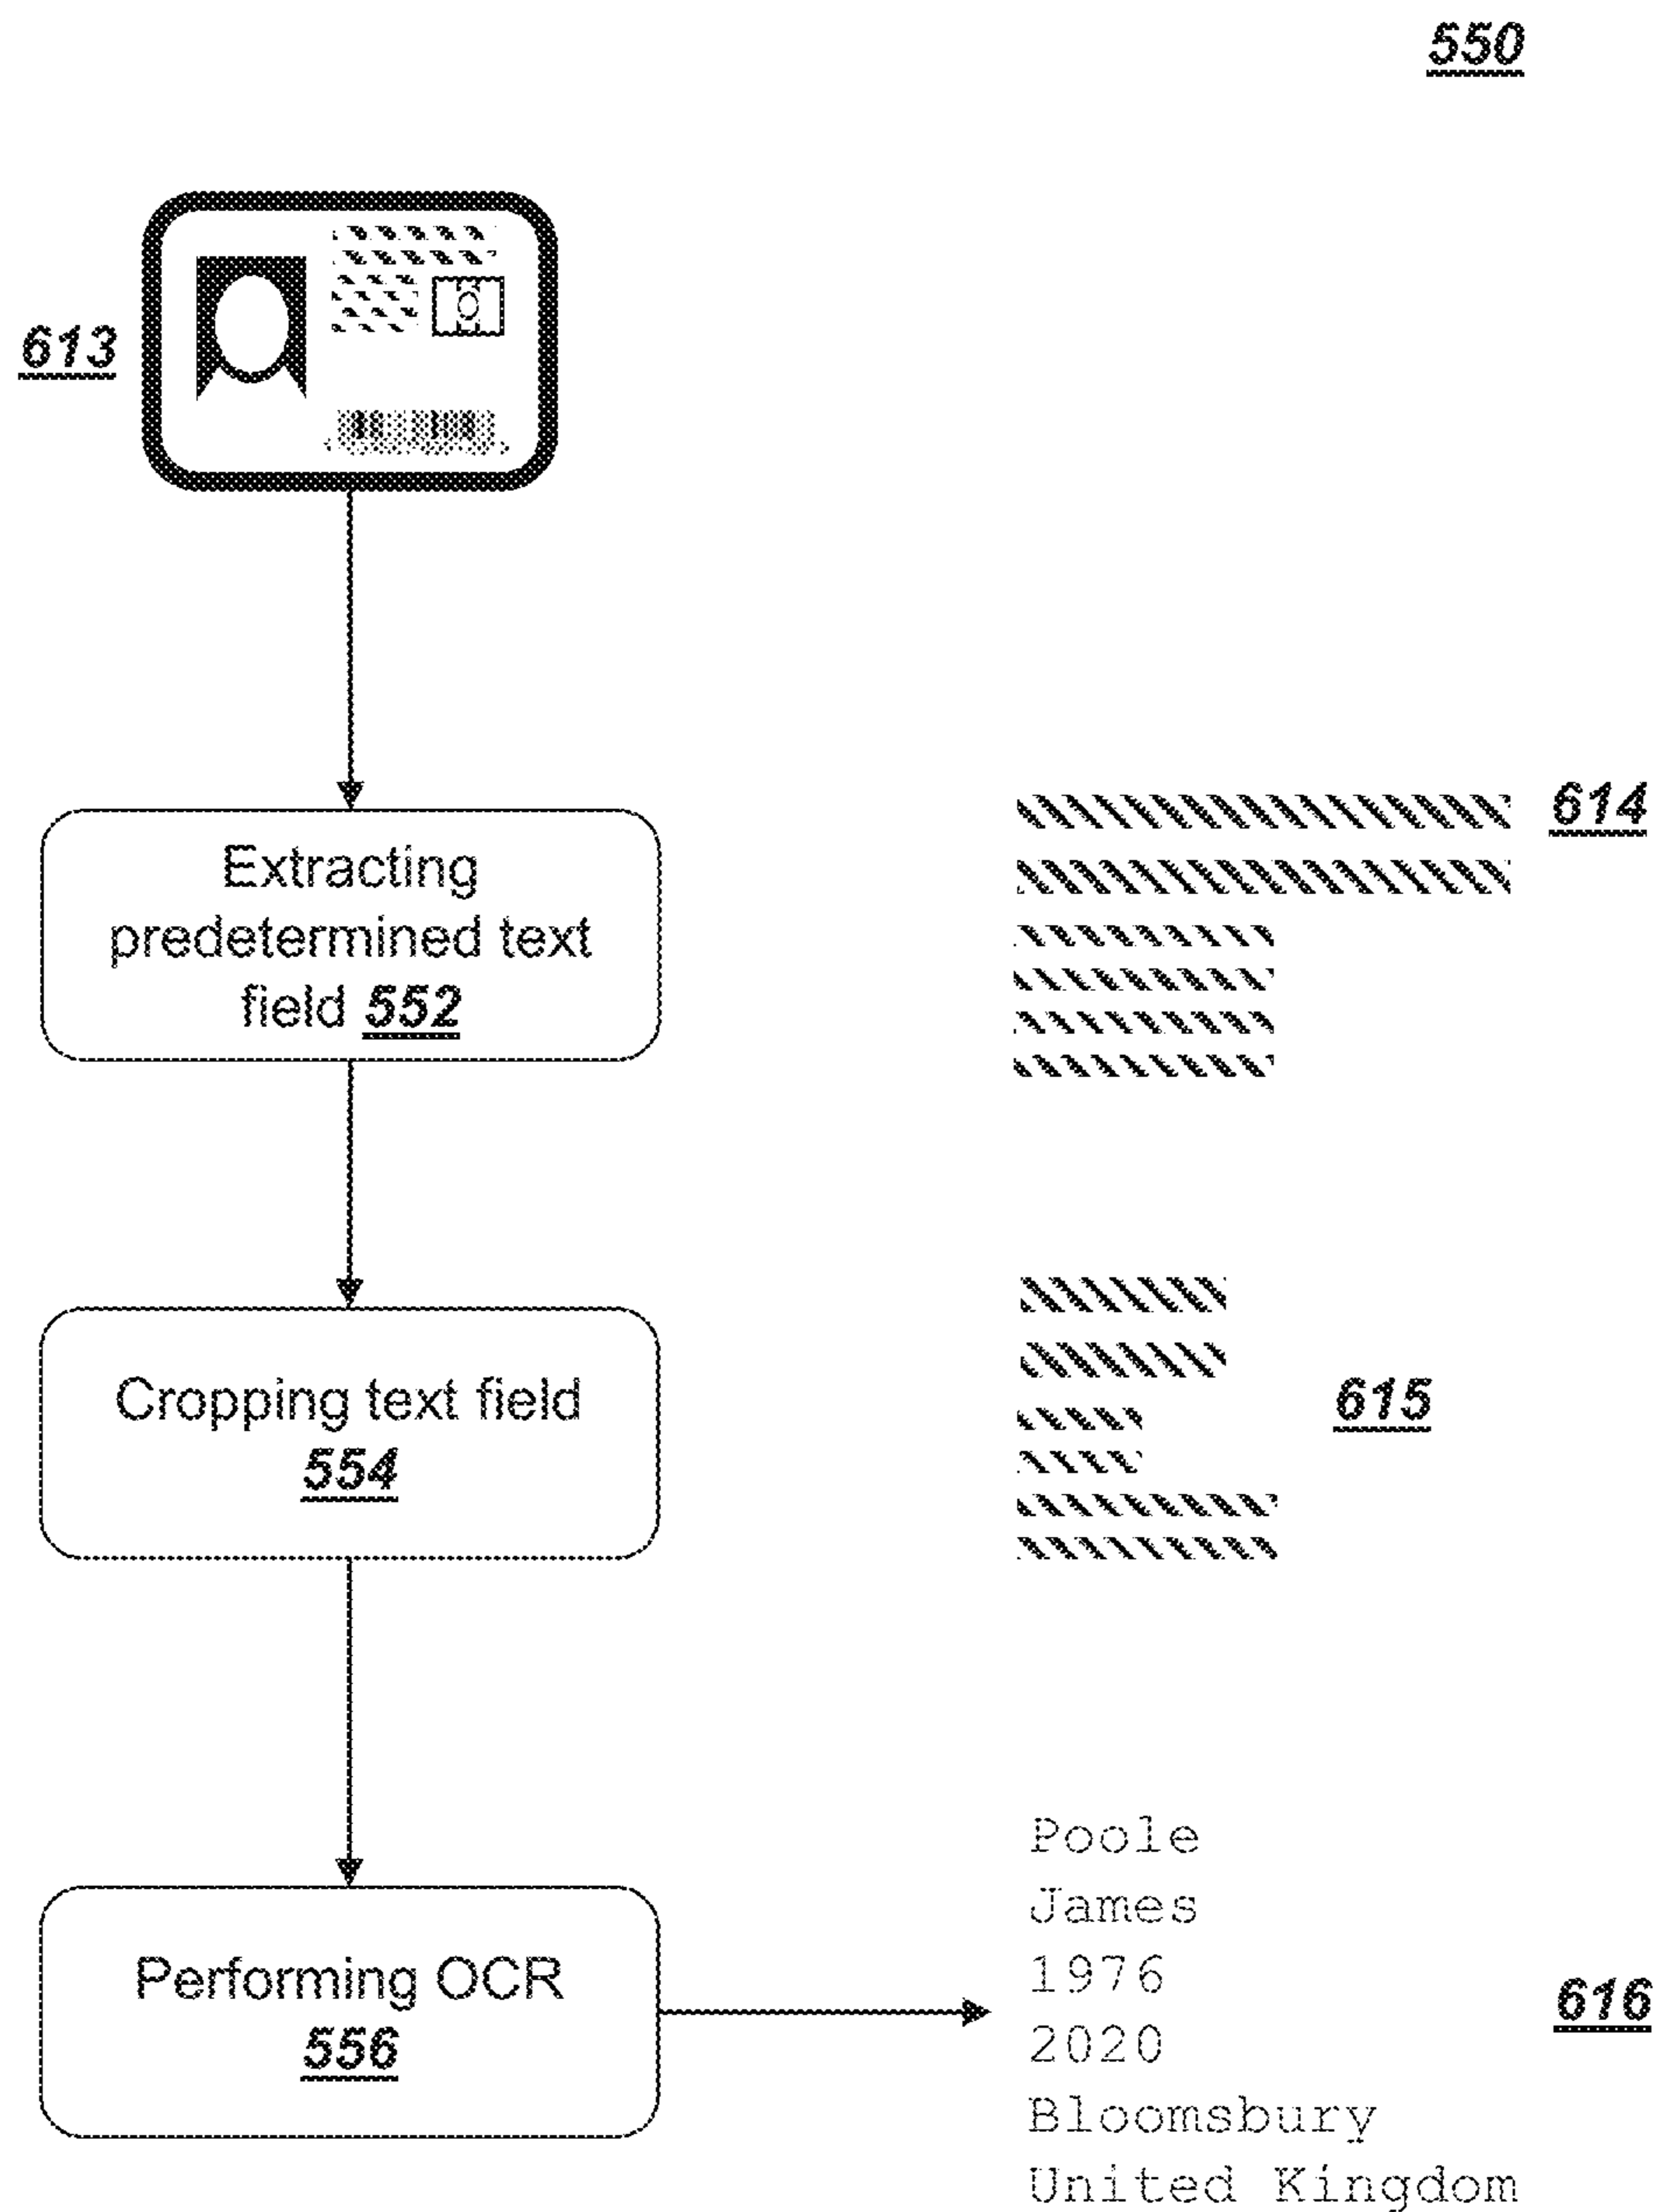 550
613
Extracting
predetermined text
field 552
614
Cropping text field
554
615
Performing OCR
556
Poole
James
1976
2020
Bloomsbury
United Kingdom
616